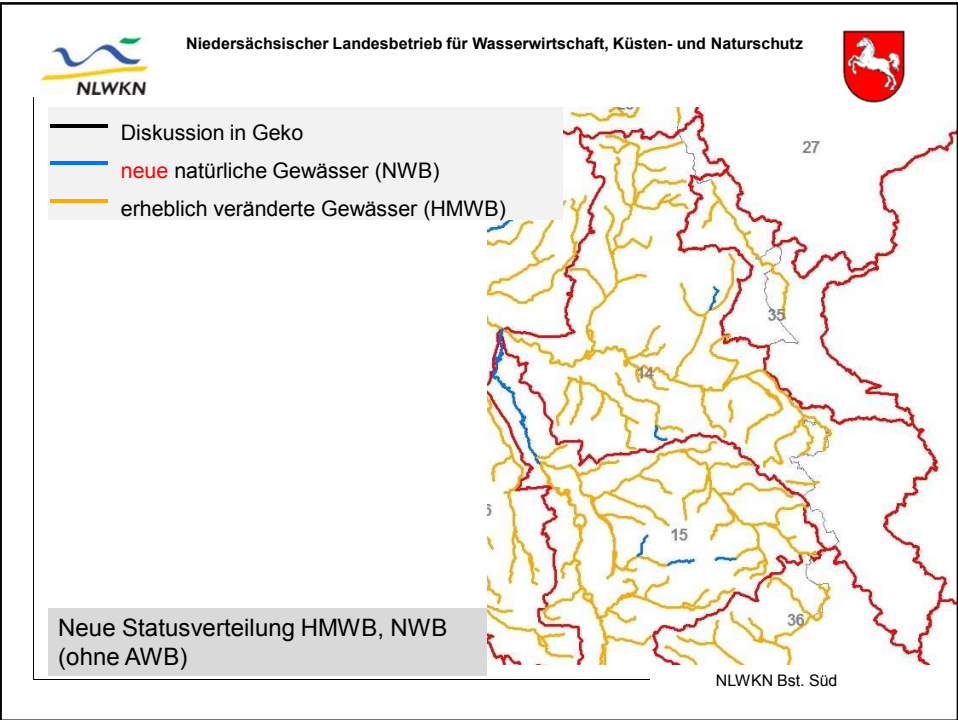 Niedersächsischer Landesbetrieb für Wasserwirtschaft, Küsten- und Naturschutz
NLWKN
Diskussion in Geko
neue natürliche Gewässer (NWB)
erheblich veränderte Gewässer (HMWB)
27
35
14
15
36
Neue Statusverteilung HMWB, NWB
(ohne AWB)
NLWKN Bst. Süd